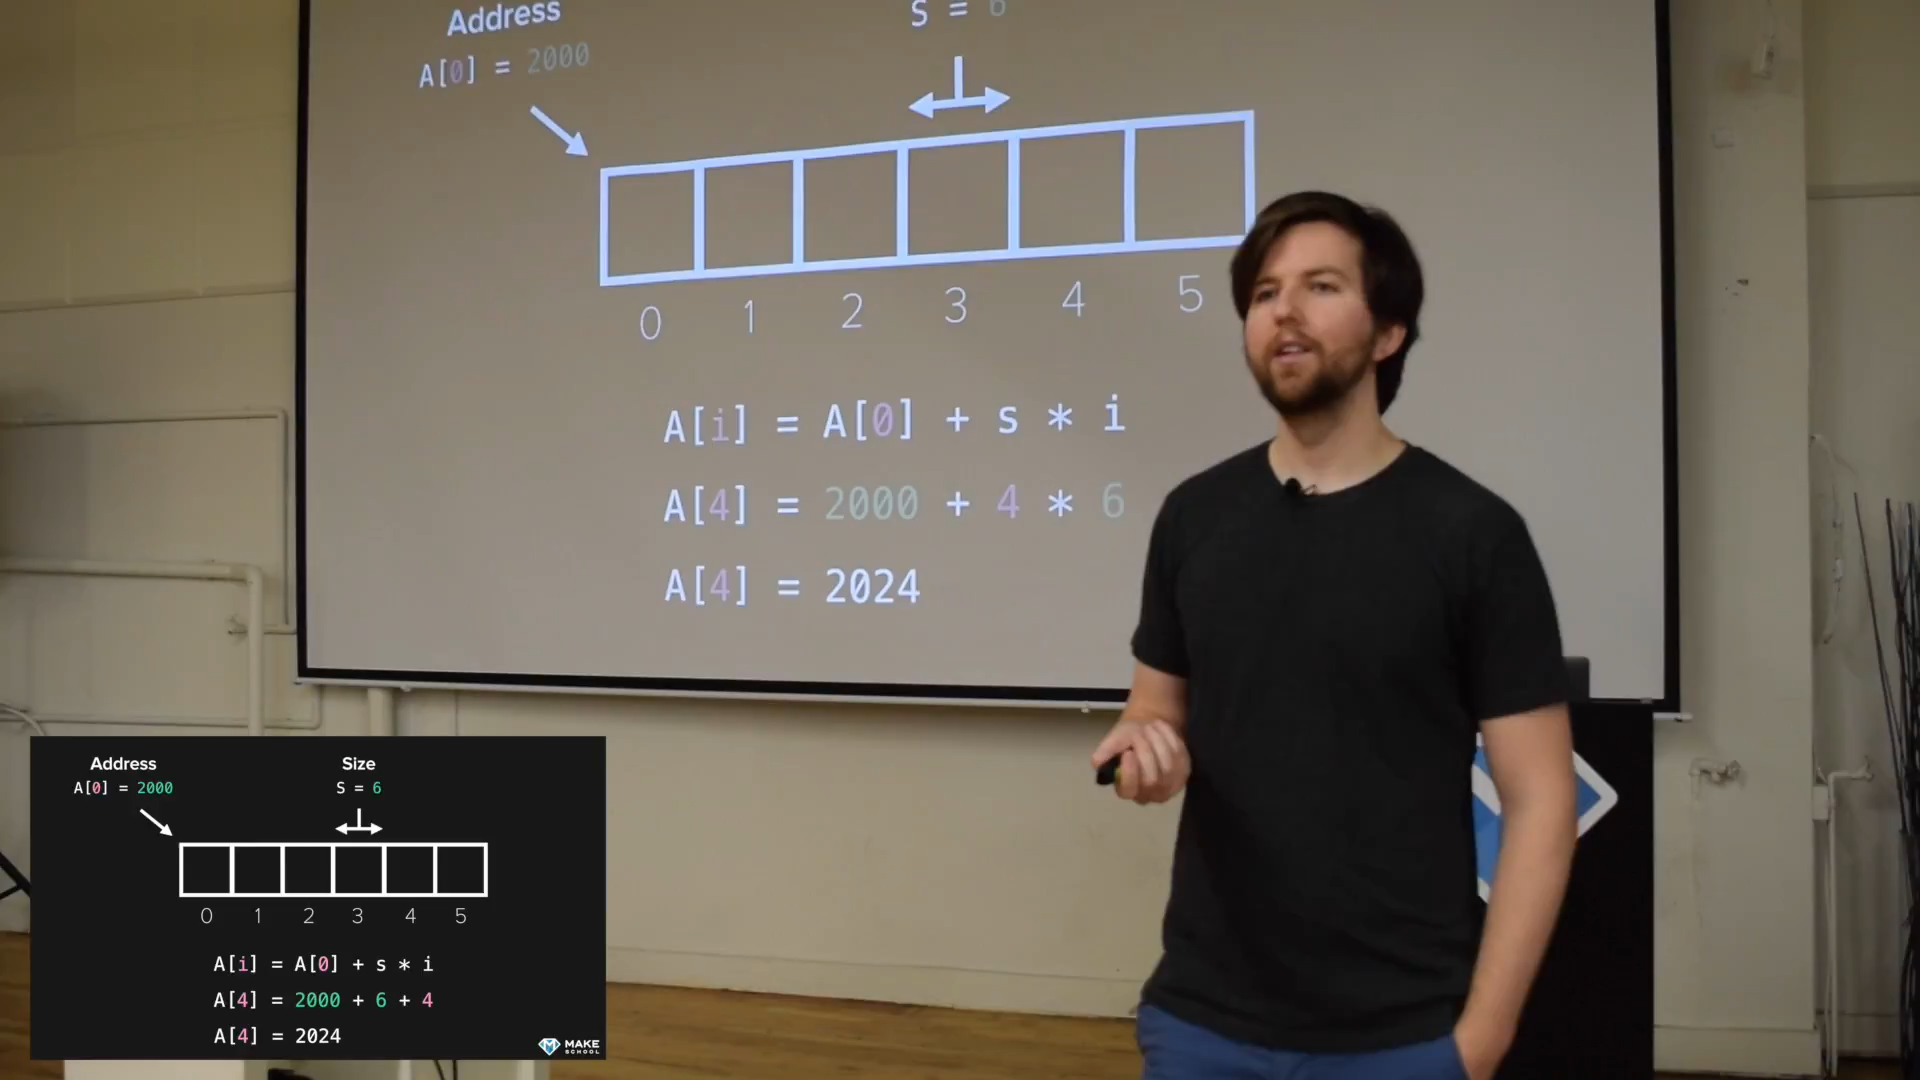 Address
A[0] = 2000
S = 6
0 1 2 3 4 5
A[i] = A[0] + s * i
A[4] = 2000 + 4 * 6
A[4] = 2024
Address
A[0] = 2000
Size
S = 6
0 1 2 3 4 5
A[i] = A[0] + s * i
A[4] = 2000 + 6 + 4
A[4] = 2024
MAKE
SCHOOL